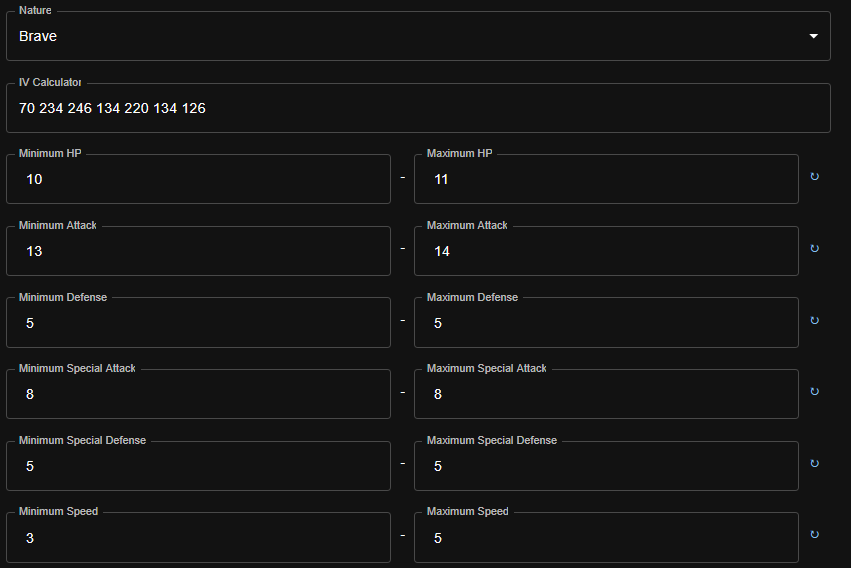 Nature
Brave
IV Calculator
70 234 246 134 220 134 126
Minimum HP Maximum HP
10 - 11 ↻
Minimum Attack Maximum Attack
13 - 14 ↻
Minimum Defense Maximum Defense
5 - 5 ↻
Minimum Special Attack Maximum Special Attack
8 - 8 ↻
Minimum Special Defense Maximum Special Defense
5 - 5 ↻
Minimum Speed Maximum Speed
3 - 5 ↻